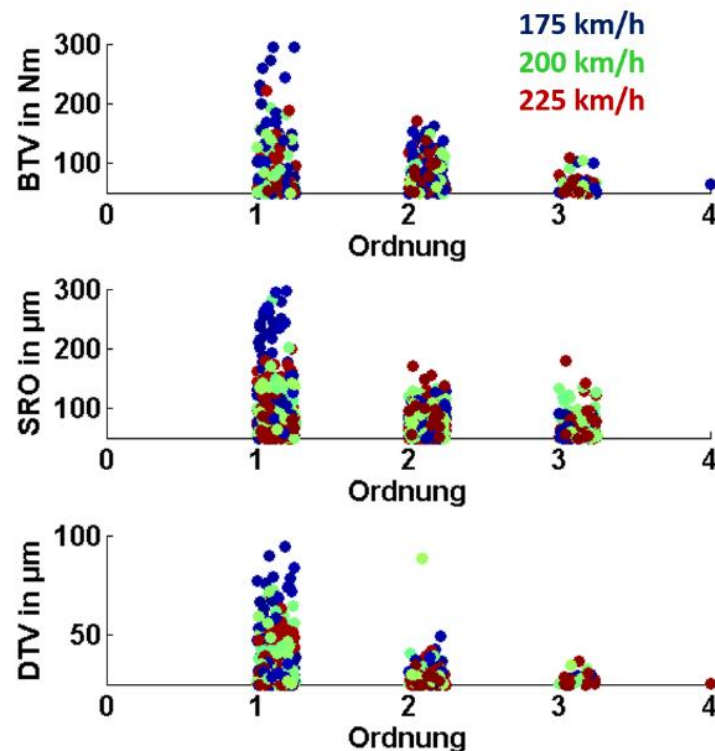 175 km/h
200 km/h
225 km/h
BTV in Nm
300
200
100
0 1 2 3 4
Ordnung
SRO in µm
300
200
100
0 1 2 3 4
Ordnung
DTV in µm
100
50
0 1 2 3 4
Ordnung